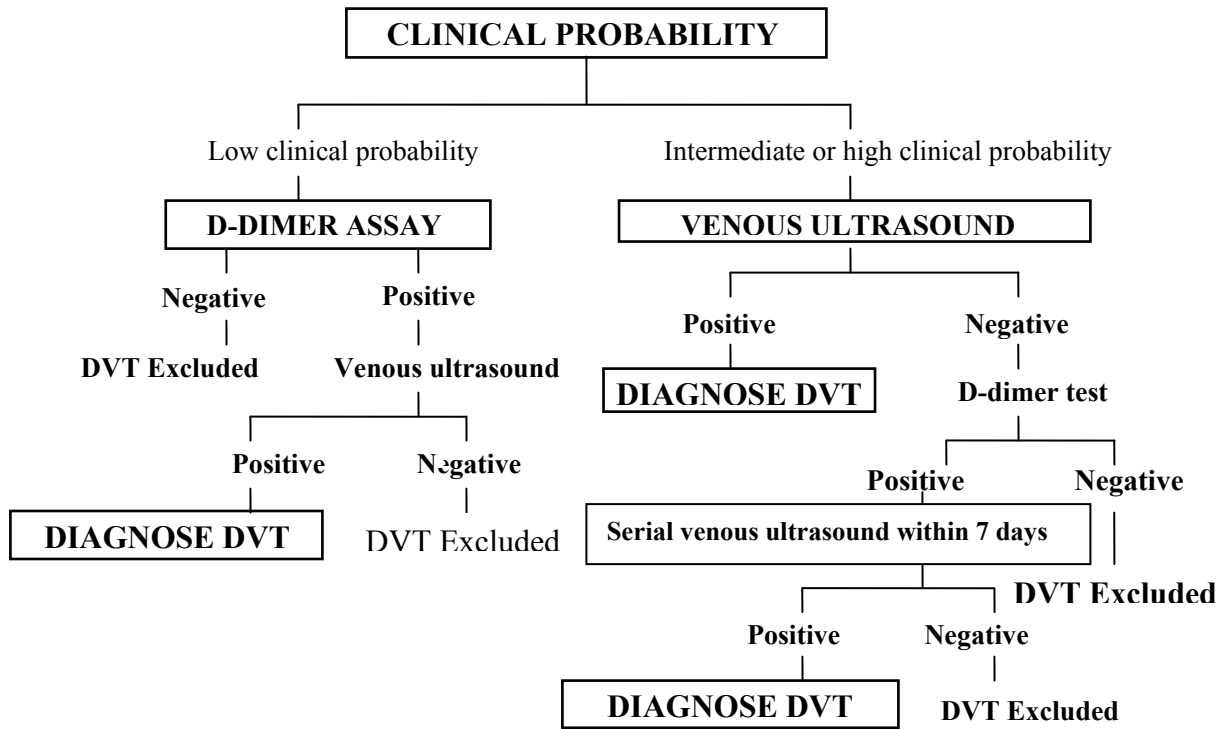 CLINICAL PROBABILITY
Low clinical probability
Intermediate or high clinical probability
D-DIMER ASSAY
VENOUS ULTRASOUND
Negative
Positive
Positive
Negative
DVT Excluded
Venous ultrasound
DIAGNOSE DVT
D-dimer test
Positive
Negative
Positive
Negative
DIAGNOSE DVT
DVT Excluded
Serial venous ultrasound within 7 days
DVT Excluded
Positive
Negative
DIAGNOSE DVT
DVT Excluded